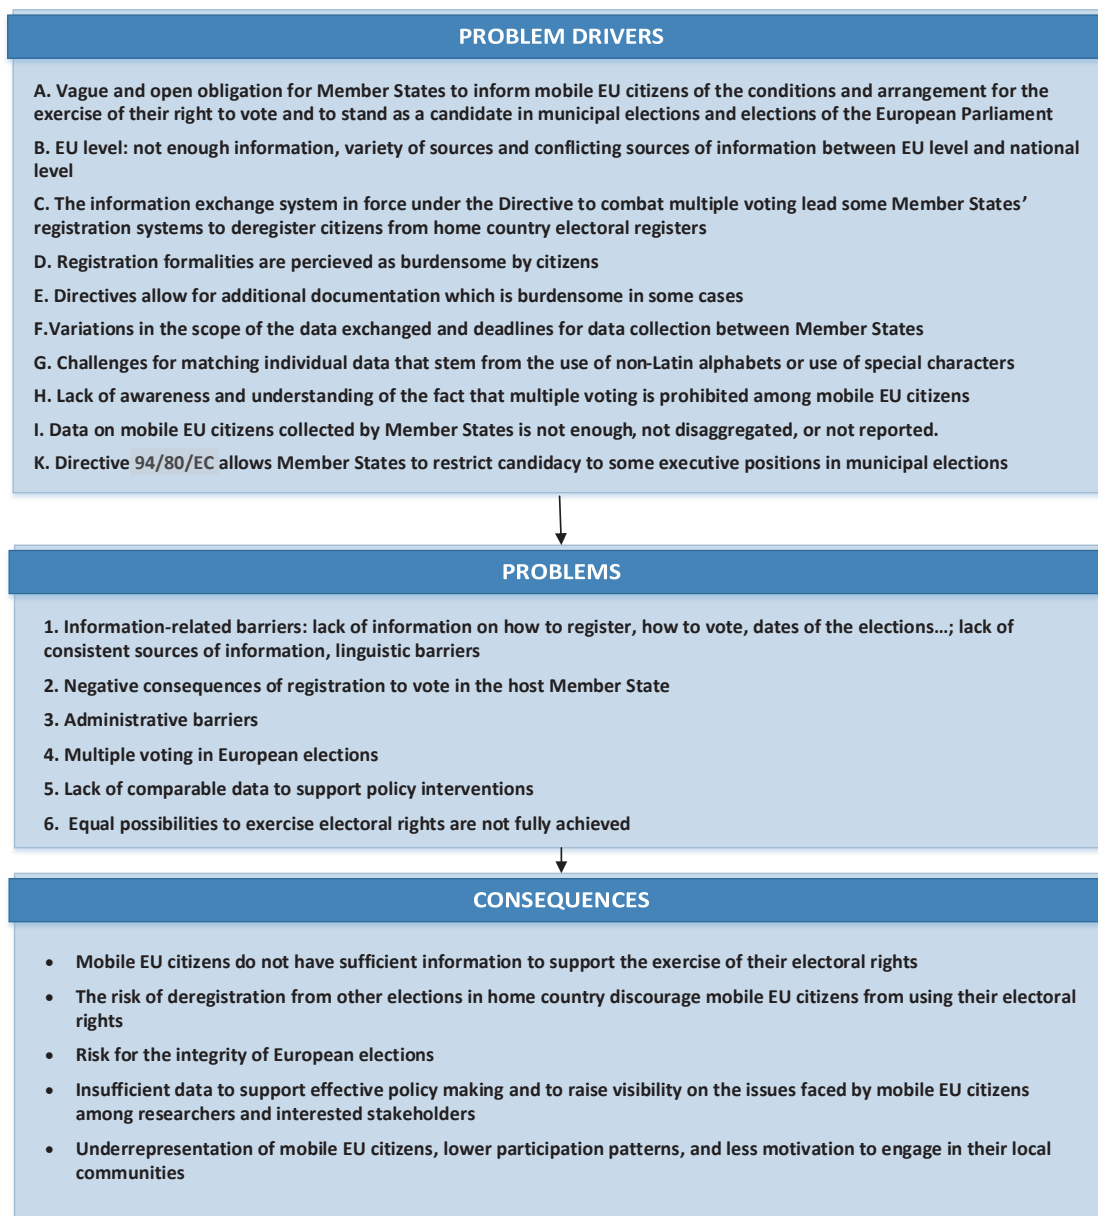 PROBLEM DRIVERS
A. Vague and open obligation for Member States to inform mobile EU citizens of the conditions and arrangement for the
exercise of their right to vote and to stand as a candidate in municipal elections and elections of the European Parliament
B. EU level: not enough information, variety of sources and conflicting sources of information between EU level and national
level
C. The information exchange system in force under the Directive to combat multiple voting lead some Member States’
registration systems to deregister citizens from home country electoral registers
D. Registration formalities are percieved as burdensome by citizens
E. Directives allow for additional documentation which is burdensome in some cases
F.Variations in the scope of the data exchanged and deadlines for data collection between Member States
G. Challenges for matching individual data that stem from the use of non-Latin alphabets or use of special characters
H. Lack of awareness and understanding of the fact that multiple voting is prohibited among mobile EU citizens
I. Data on mobile EU citizens collected by Member States is not enough, not disaggregated, or not reported.
K. Directive 94/80/EC allows Member States to restrict candidacy to some executive positions in municipal elections
PROBLEMS
1. Information-related barriers: lack of information on how to register, how to vote, dates of the elections…; lack of
consistent sources of information, linguistic barriers
2. Negative consequences of registration to vote in the host Member State
3. Administrative barriers
4. Multiple voting in European elections
5. Lack of comparable data to support policy interventions
6. Equal possibilities to exercise electoral rights are not fully achieved
CONSEQUENCES
• Mobile EU citizens do not have sufficient information to support the exercise of their electoral rights
• The risk of deregistration from other elections in home country discourage mobile EU citizens from using their electoral
rights
• Risk for the integrity of European elections
• Insufficient data to support effective policy making and to raise visibility on the issues faced by mobile EU citizens
among researchers and interested stakeholders
• Underrepresentation of mobile EU citizens, lower participation patterns, and less motivation to engage in their local
communities